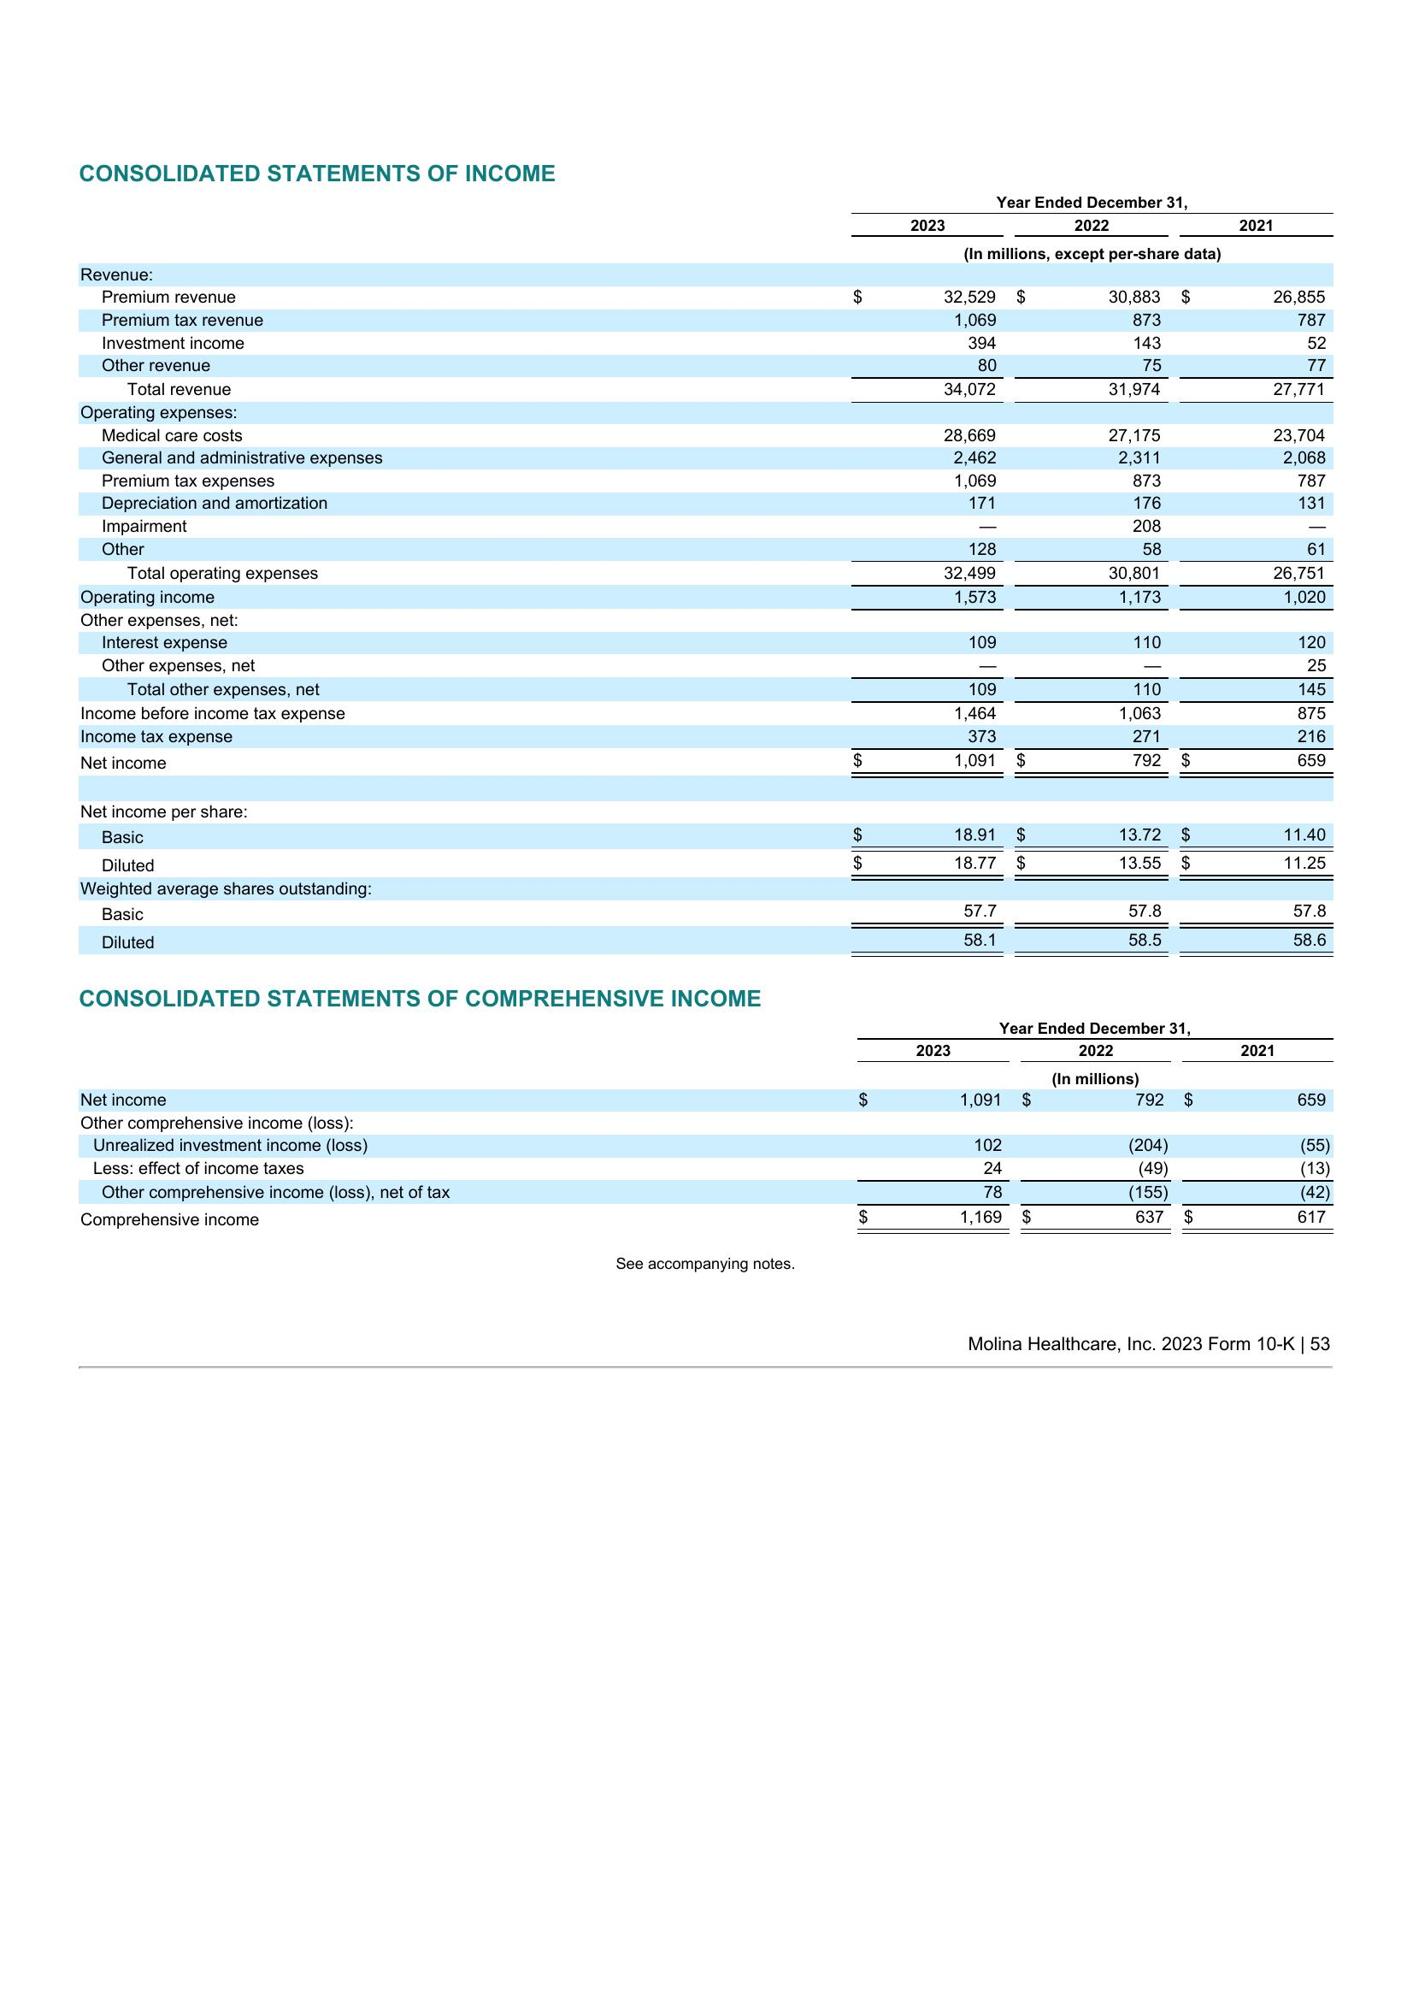 CONSOLIDATED STATEMENTS OF INCOME
Year Ended December 31,
2023 2022 2021
(In millions, except per-share data)
Revenue:
Premium revenue $ 32,529 $ 30,883 $ 26,855
Premium tax revenue 1,069 873 787
Investment income 394 143 52
Other revenue 80 75 77
Total revenue 34,072 31,974 27,771
Operating expenses:
Medical care costs 28,669 27,175 23,704
General and administrative expenses 2,462 2,311 2,068
Premium tax expenses 1,069 873 787
Depreciation and amortization 171 176 131
Impairment — 208 —
Other 128 58 61
Total operating expenses 32,499 30,801 26,751
Operating income 1,573 1,173 1,020
Other expenses, net:
Interest expense 109 110 120
Other expenses, net — — 25
Total other expenses, net 109 110 145
Income before income tax expense 1,464 1,063 875
Income tax expense 373 271 216
Net income $ 1,091 $ 792 $ 659
Net income per share:
Basic $ 18.91 $ 13.72 $ 11.40
Diluted $ 18.77 $ 13.55 $ 11.25
Weighted average shares outstanding:
Basic 57.7 57.8 57.8
Diluted 58.1 58.5 58.6
CONSOLIDATED STATEMENTS OF COMPREHENSIVE INCOME
Year Ended December 31,
2023 2022 2021
(In millions)
Net income $ 1,091 $ 792 $ 659
Other comprehensive income (loss):
Unrealized investment income (loss) 102 (204) (55)
Less: effect of income taxes 24 (49) (13)
Other comprehensive income (loss), net of tax 78 (155) (42)
Comprehensive income $ 1,169 $ 637 $ 617
See accompanying notes.
Molina Healthcare, Inc. 2023 Form 10-K | 53